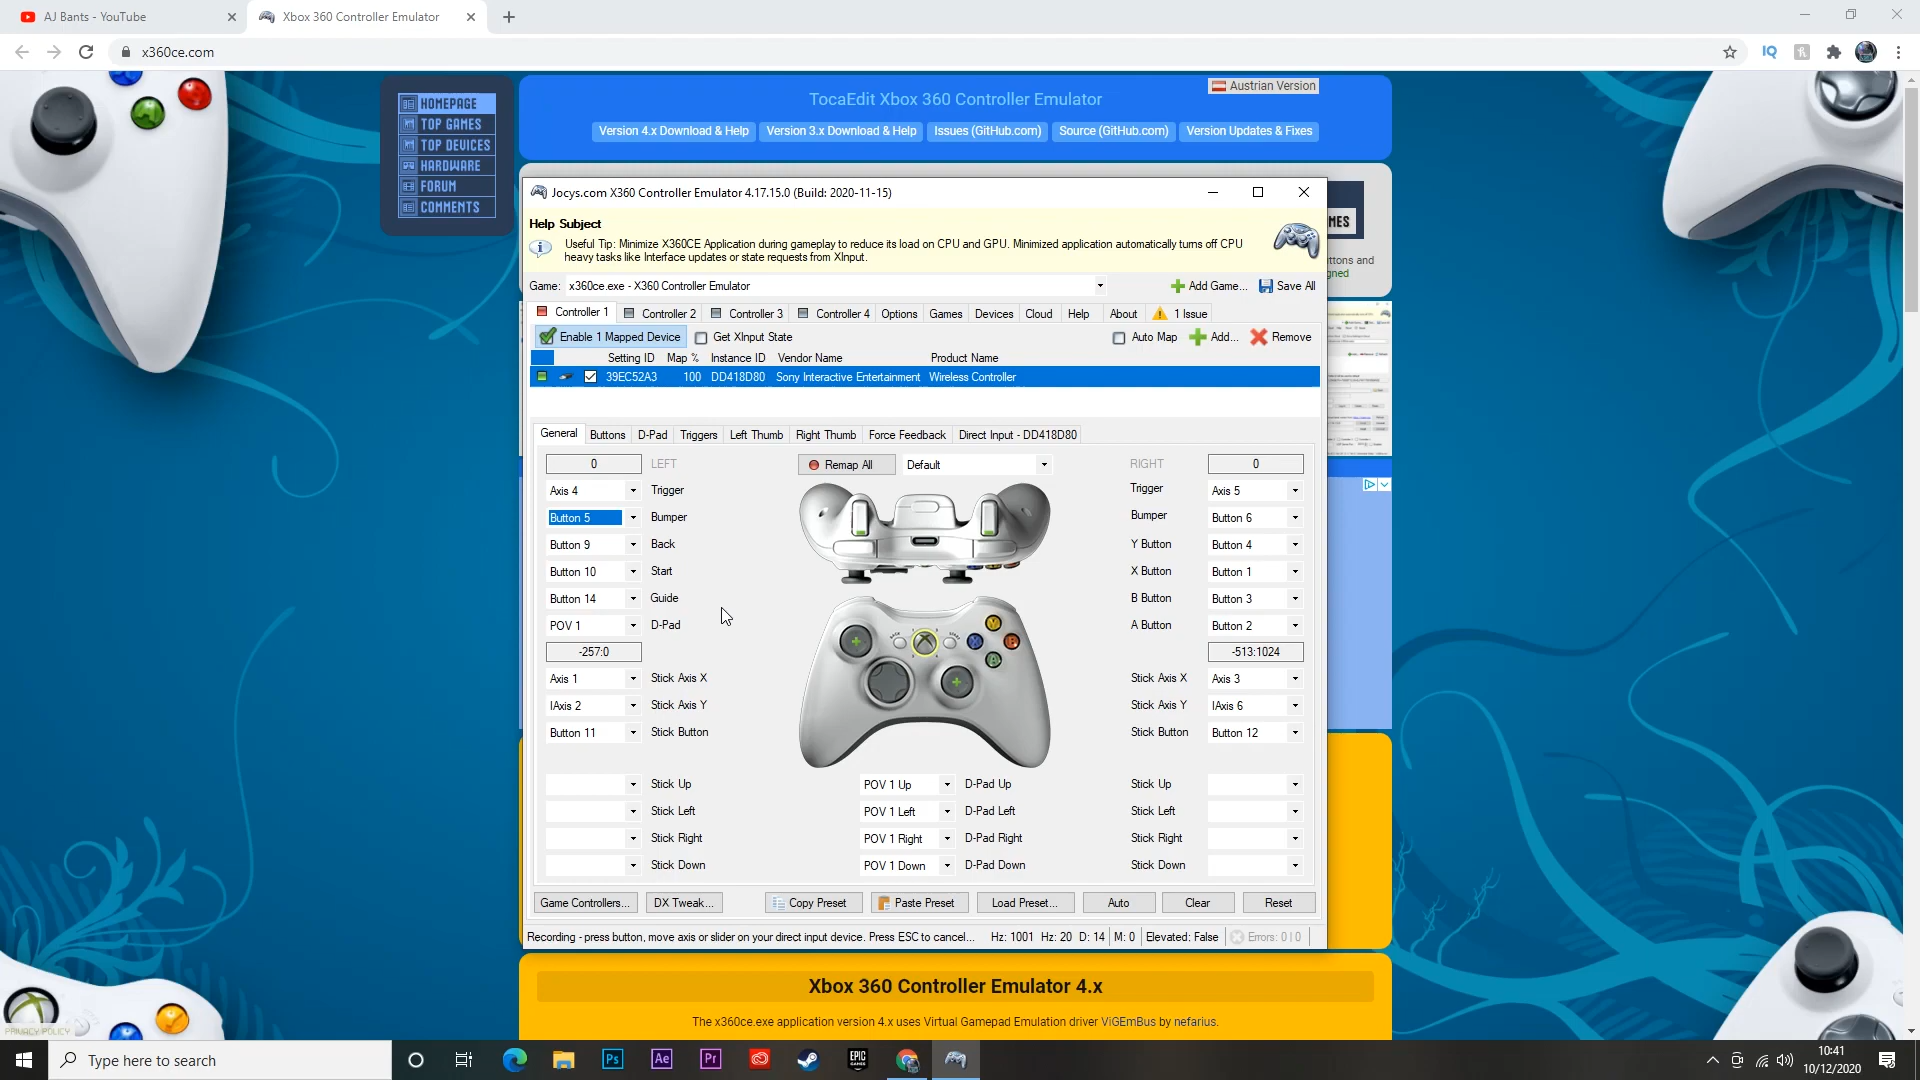 AJ Bants - YouTube
Xbox 360 Controller Emulator
x360ce.com
IQ
HOMEPAGE
TOP GAMES
TOP DEVICES
HARDWARE
FORUM
COMMENTS
Austrian Version
TocaEdit Xbox 360 Controller Emulator
Version 4.x Download & Help
Version 3.x Download & Help
Issues (GitHub.com)
Source (GitHub.com)
Version Updates & Fixes
Jocys.com X360 Controller Emulator 4.17.15.0 (Build: 2020-11-15)
Help Subject
Useful Tip: Minimize X360CE Application during gameplay to reduce its load on CPU and GPU. Minimized application automatically turns off CPU
heavy tasks like Interface updates or state requests from XInput.
MES
ttons and
gned
Game: x360ce.exe - X360 Controller Emulator
Add Game... Save All
Controller 1 Controller 2 Controller 3 Controller 4 Options Games Devices Cloud Help About 1 Issue
Enable 1 Mapped Device Get XInput State Auto Map Add... Remove
Setting ID Map % Instance ID Vendor Name Product Name
39EC52A3 100 DD418D80 Sony Interactive Entertainment Wireless Controller
General Buttons D-Pad Triggers Left Thumb Right Thumb Force Feedback Direct Input - DD418D80
0 LEFT Remap All Default RIGHT 0
Axis 4 Trigger Trigger Axis 5
Button 5 Bumper Bumper Button 6
Button 9 Back Y Button Button 4
Button 10 Start X Button Button 1
Button 14 Guide B Button Button 3
POV 1 D-Pad A Button Button 2
-257:0 -513:1024
Axis 1 Stick Axis X Stick Axis X Axis 3
IAxis 2 Stick Axis Y Stick Axis Y IAxis 6
Button 11 Stick Button Stick Button Button 12
Stick Up POV 1 Up D-Pad Up Stick Up
Stick Left POV 1 Left D-Pad Left Stick Left
Stick Right POV 1 Right D-Pad Right Stick Right
Stick Down POV 1 Down D-Pad Down Stick Down
Game Controllers... DX Tweak... Copy Preset Paste Preset Load Preset... Auto Clear Reset
Recording - press button, move axis or slider on your direct input device. Press ESC to cancel... Hz: 1001 Hz: 20 D: 14 M: 0 Elevated: False Errors: 0 | 0
Xbox 360 Controller Emulator 4.x
The x360ce.exe application version 4.x uses Virtual Gamepad Emulation driver ViGEmBus by nefarius.
PRIVACY POLICY
Type here to search
Ps
Ae
Pr
EPIC
GAMES
10:41
10/12/2020